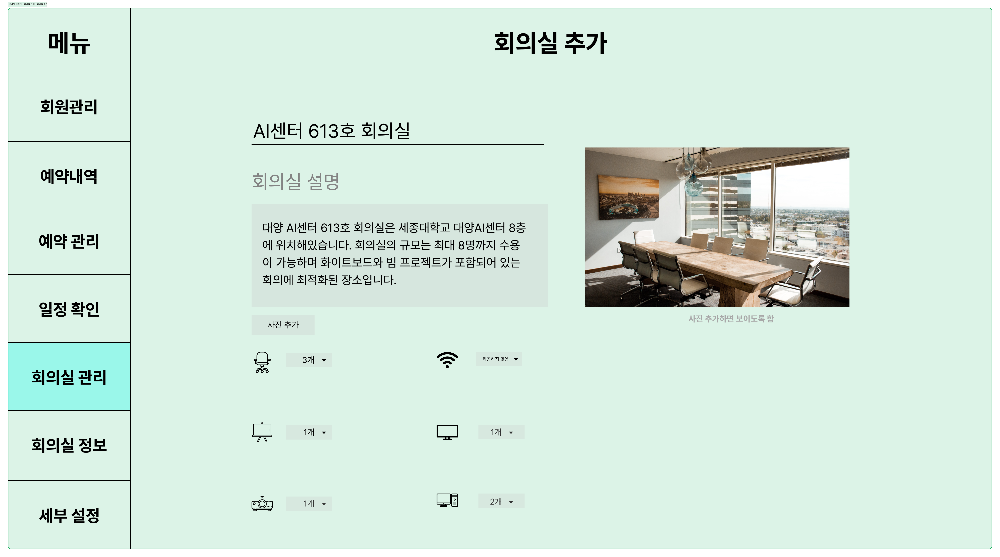 관리자 페이지 - 회의실 관리 - 회의실 추가
메뉴
회의실 추가
회원관리
예약내역
예약 관리
일정 확인
회의실 관리
회의실 정보
세부 설정
AI센터 613호 회의실
회의실 설명
대양 AI센터 613호 회의실은 세종대학교 대양AI센터 8층
에 위치해있습니다. 회의실의 규모는 최대 8명까지 수용
이 가능하며 화이트보드와 빔 프로젝트가 포함되어 있는
회의에 최적화된 장소입니다.
사진 추가
사진 추가하면 보이도록 함
3개
제공하지 않음
1개
1개
1개
2개